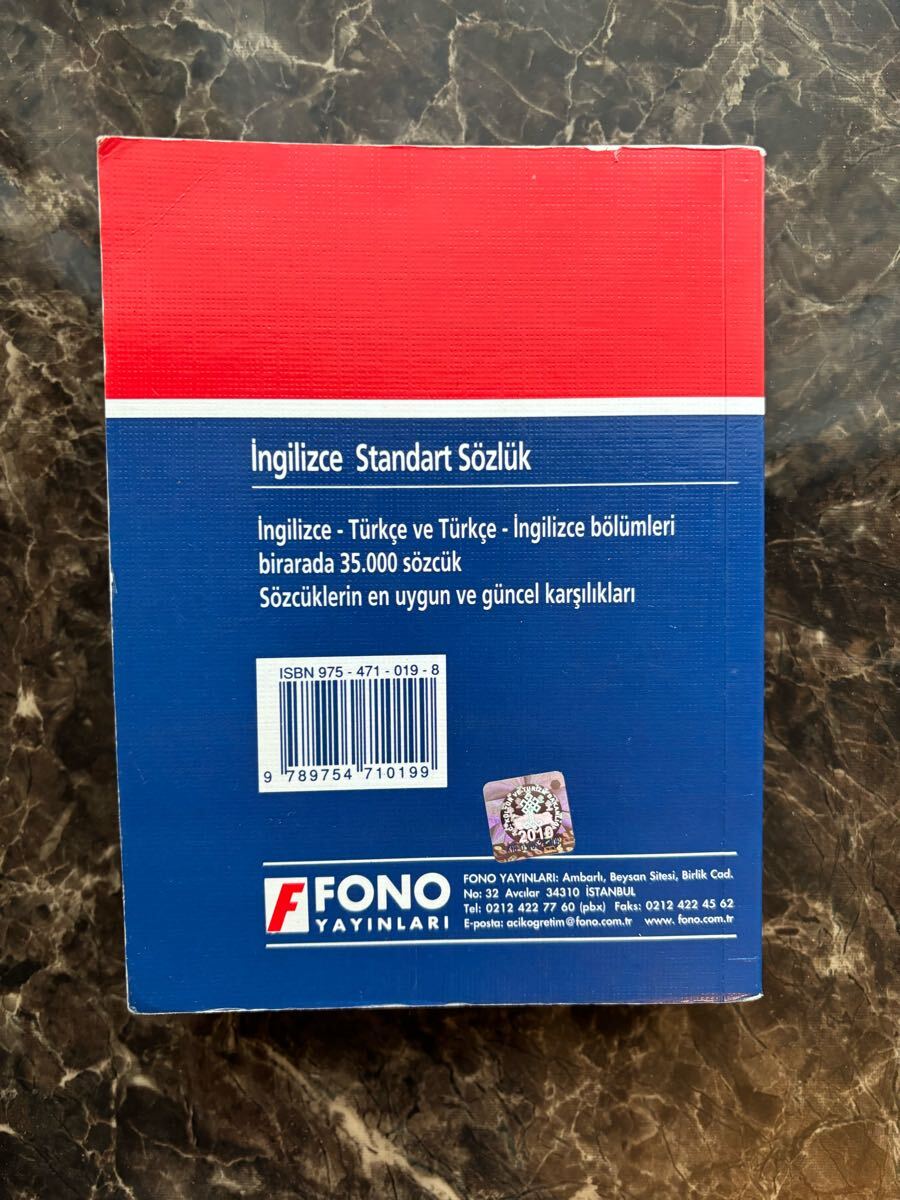 İngilizce Standart Sözlük
İngilizce - Türkçe ve Türkçe - İngilizce bölümleri
birarada 35.000 sözcük
Sözcüklerin en uygun ve güncel karşılıkları
ISBN 975 - 471 - 019 - 8
9 789754 710199
2010
FONO
YAYINLARI
FONO YAYINLARI: Ambarlı, Beysan Sitesi, Birlik Cad.
No: 32 Avcılar 34310 İSTANBUL
Tel: 0212 422 77 60 (pbx) Faks: 0212 422 45 62
E-posta: acikogretim@fono.com.tr www.fono.com.tr